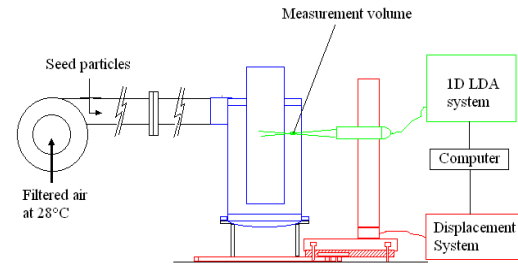 Measurement volume
Seed particles
1D LDA
system
Computer
Filtered air
at 28°C
Displacement
System